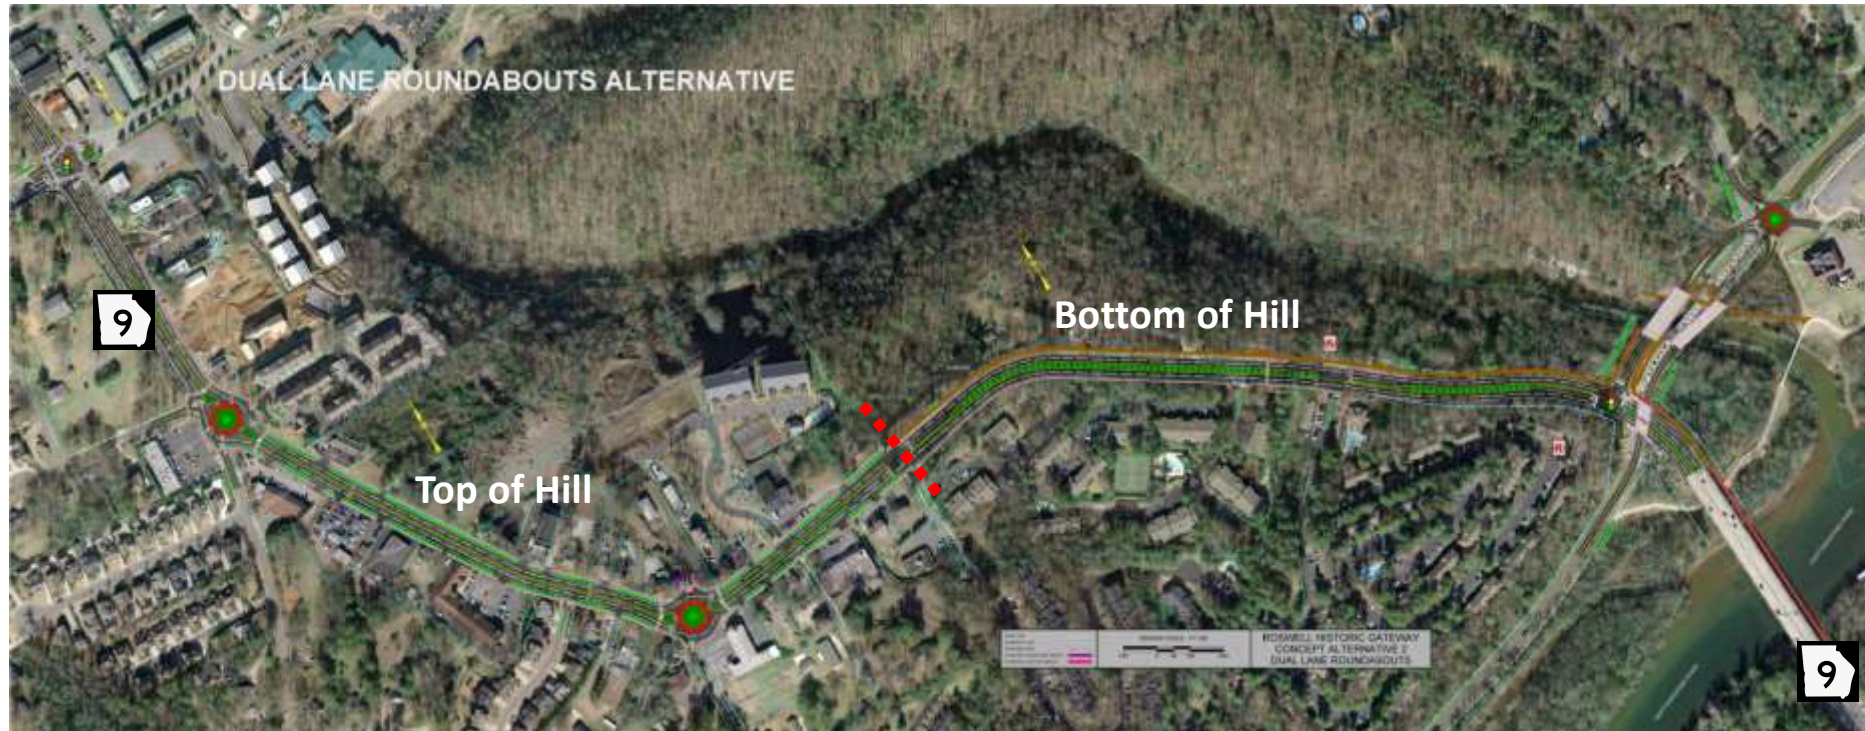 DUAL LANE ROUNDABOUTS ALTERNATIVE
9
Bottom of Hill
Top of Hill
ROSWELL HISTORIC GATEWAY
CONCEPT ALTERNATIVE 2
DUAL LANE ROUNDABOUTS
9